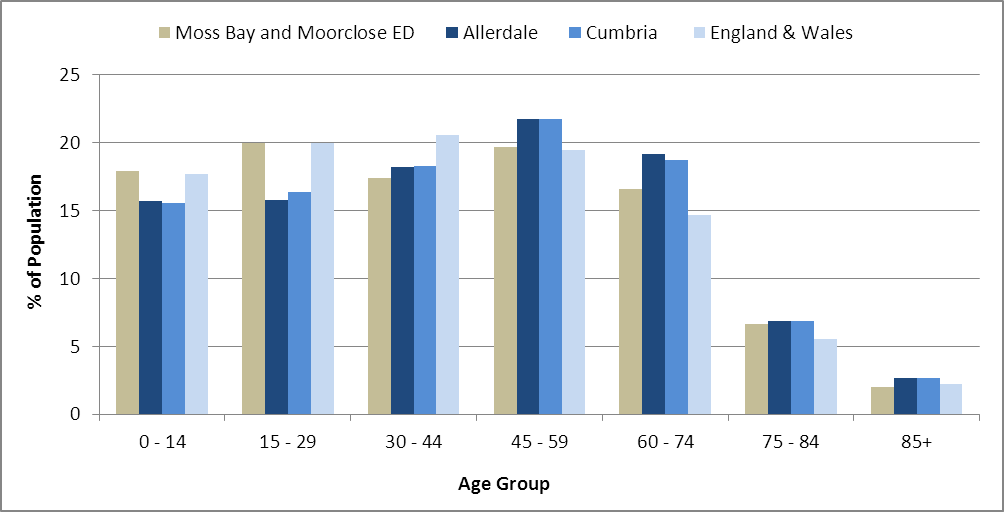 Moss Bay and Moorclose ED Allerdale Cumbria England & Wales
25
20
15
10
5
0
% of Population
0 - 14 15 - 29 30 - 44 45 - 59 60 - 74 75 - 84 85+
Age Group